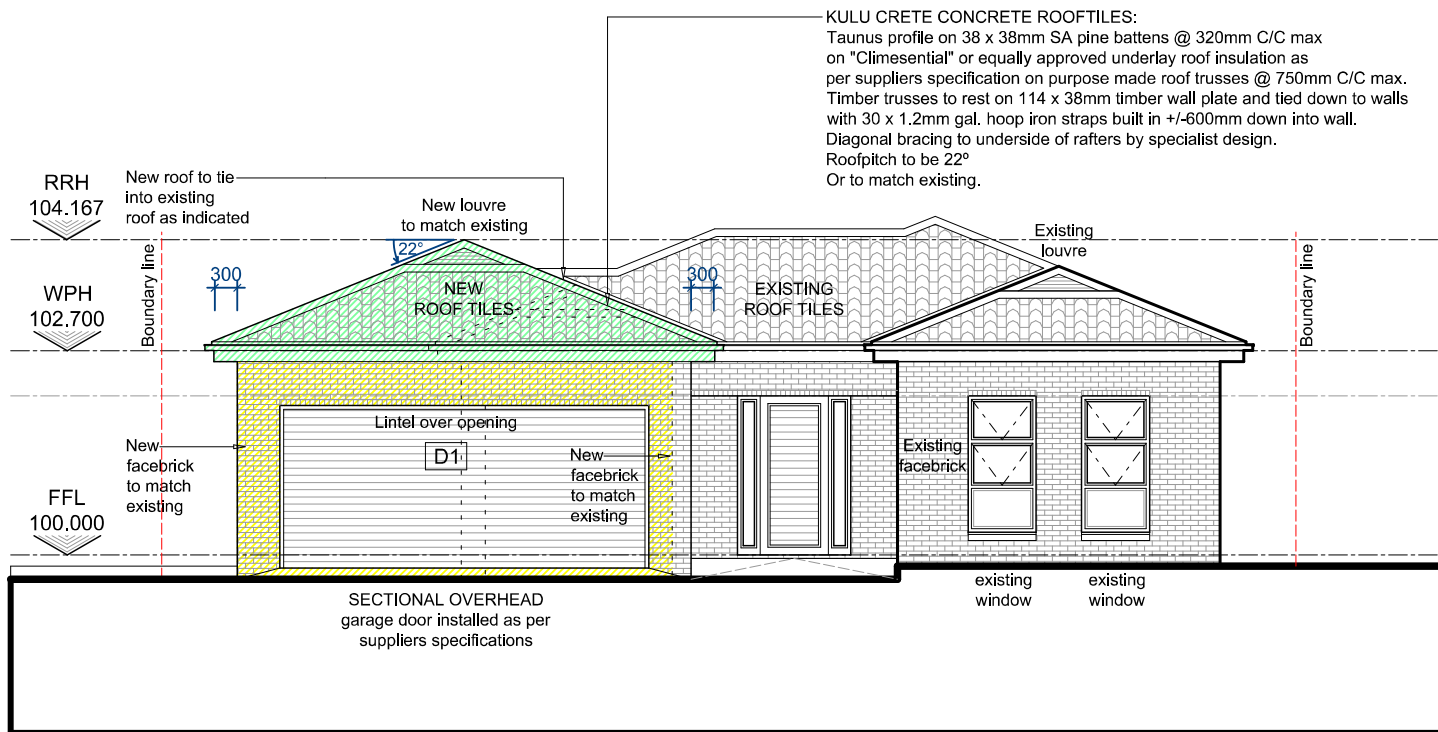 KULU CRETE CONCRETE ROOFTILES:
Taunus profile on 38 x 38mm SA pine battens @ 320mm C/C max
on "Climesential" or equally approved underlay roof insulation as
per suppliers specification on purpose made roof trusses @ 750mm C/C max.
Timber trusses to rest on 114 x 38mm timber wall plate and tied down to walls
with 30 x 1.2mm gal. hoop iron straps built in +/-600mm down into wall.
Diagonal bracing to underside of rafters by specialist design.
Roofpitch to be 22º
Or to match existing.
RRH
104.167
New roof to tie
into existing
roof as indicated
New louvre
to match existing
22°
Existing
louvre
Boundary line
Boundary line
300
300
WPH
102.700
NEW
ROOF TILES
EXISTING
ROOF TILES
Lintel over opening
D1
New
facebrick
to match
existing
New
facebrick
to match
existing
Existing
facebrick
FFL
100.000
SECTIONAL OVERHEAD
garage door installed as per
suppliers specifications
existing
window
existing
window